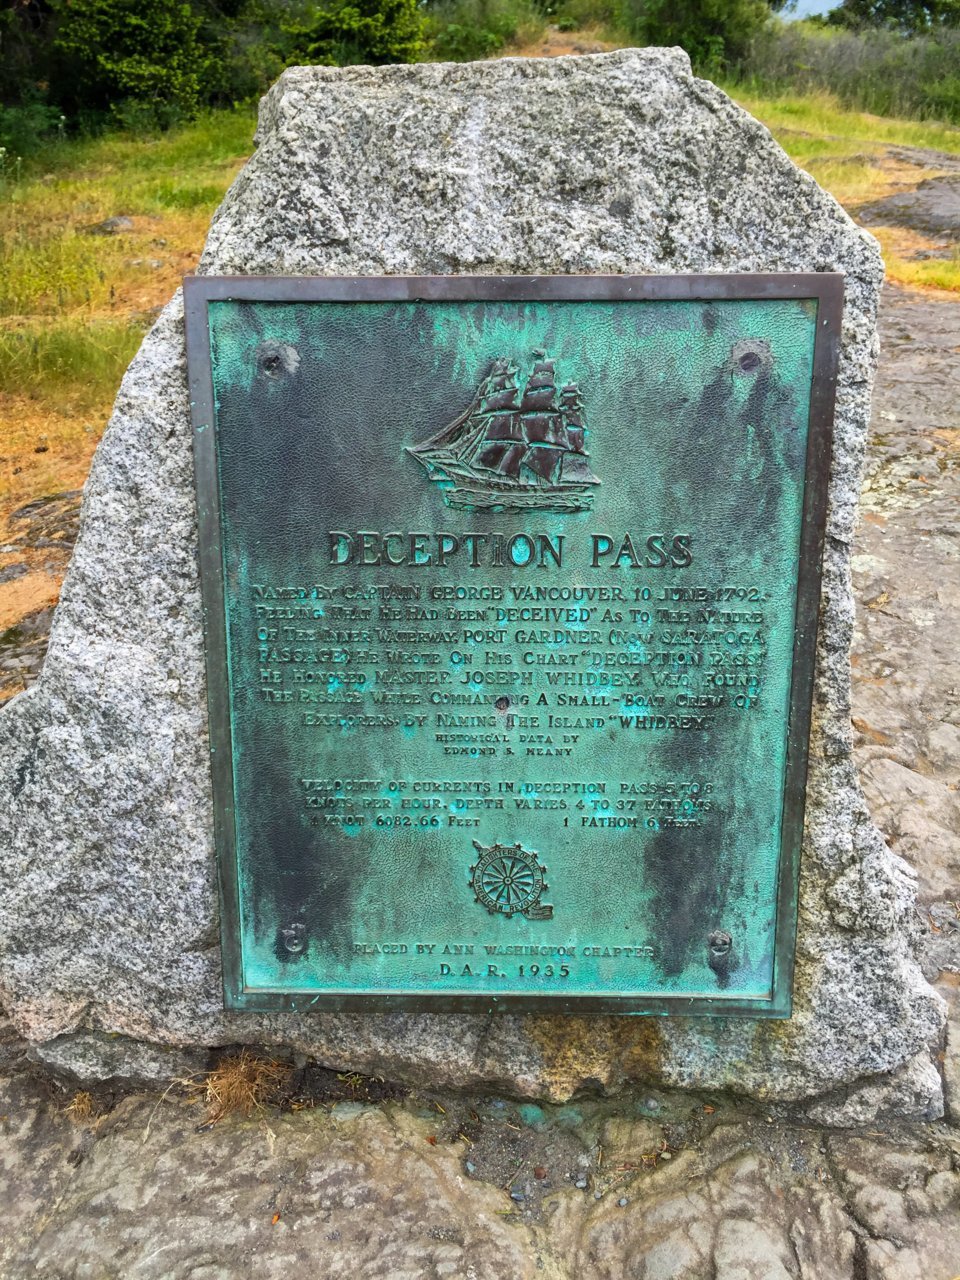 DECEPTION PASS
NAMED BY CAPTAIN GEORGE VANCOUVER, 10 JUNE, 1792.
FEELING THAT HE HAD BEEN "DECEIVED" AS TO THE NATURE
OF THE INNER WATERWAY, PORT GARDNER (NOW SARATOGA
PASSAGE) HE WROTE ON HIS CHART "DECEPTION PASS"
HE HONORED MASTER JOSEPH WHIDBEY, WHO FOUND
THE PASSAGE WHILE COMMANDING A SMALL-BOAT CREW OF
EXPLORERS, BY NAMING THE ISLAND "WHIDBEY"
HISTORICAL DATA BY
EDMOND S. MEANY
VELOCITY OF CURRENTS IN DECEPTION PASS 5 TO 8
KNOTS PER HOUR. DEPTH VARIES 4 TO 37 FATHOMS
1 KNOT 6082.66 FEET 1 FATHOM 6 FEET
DAUGHTERS OF THE
AMERICAN REVOLUTION
PLACED BY ANN WASHINGTON CHAPTER
D.A.R. 1935